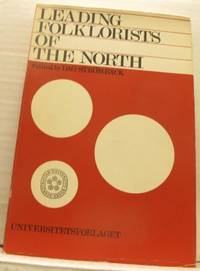 LEADING
FOLKLORISTS
OF
THE NORTH
Edited by DAG STRÖMBÄCK
UNIVERSITETSFORLAGET